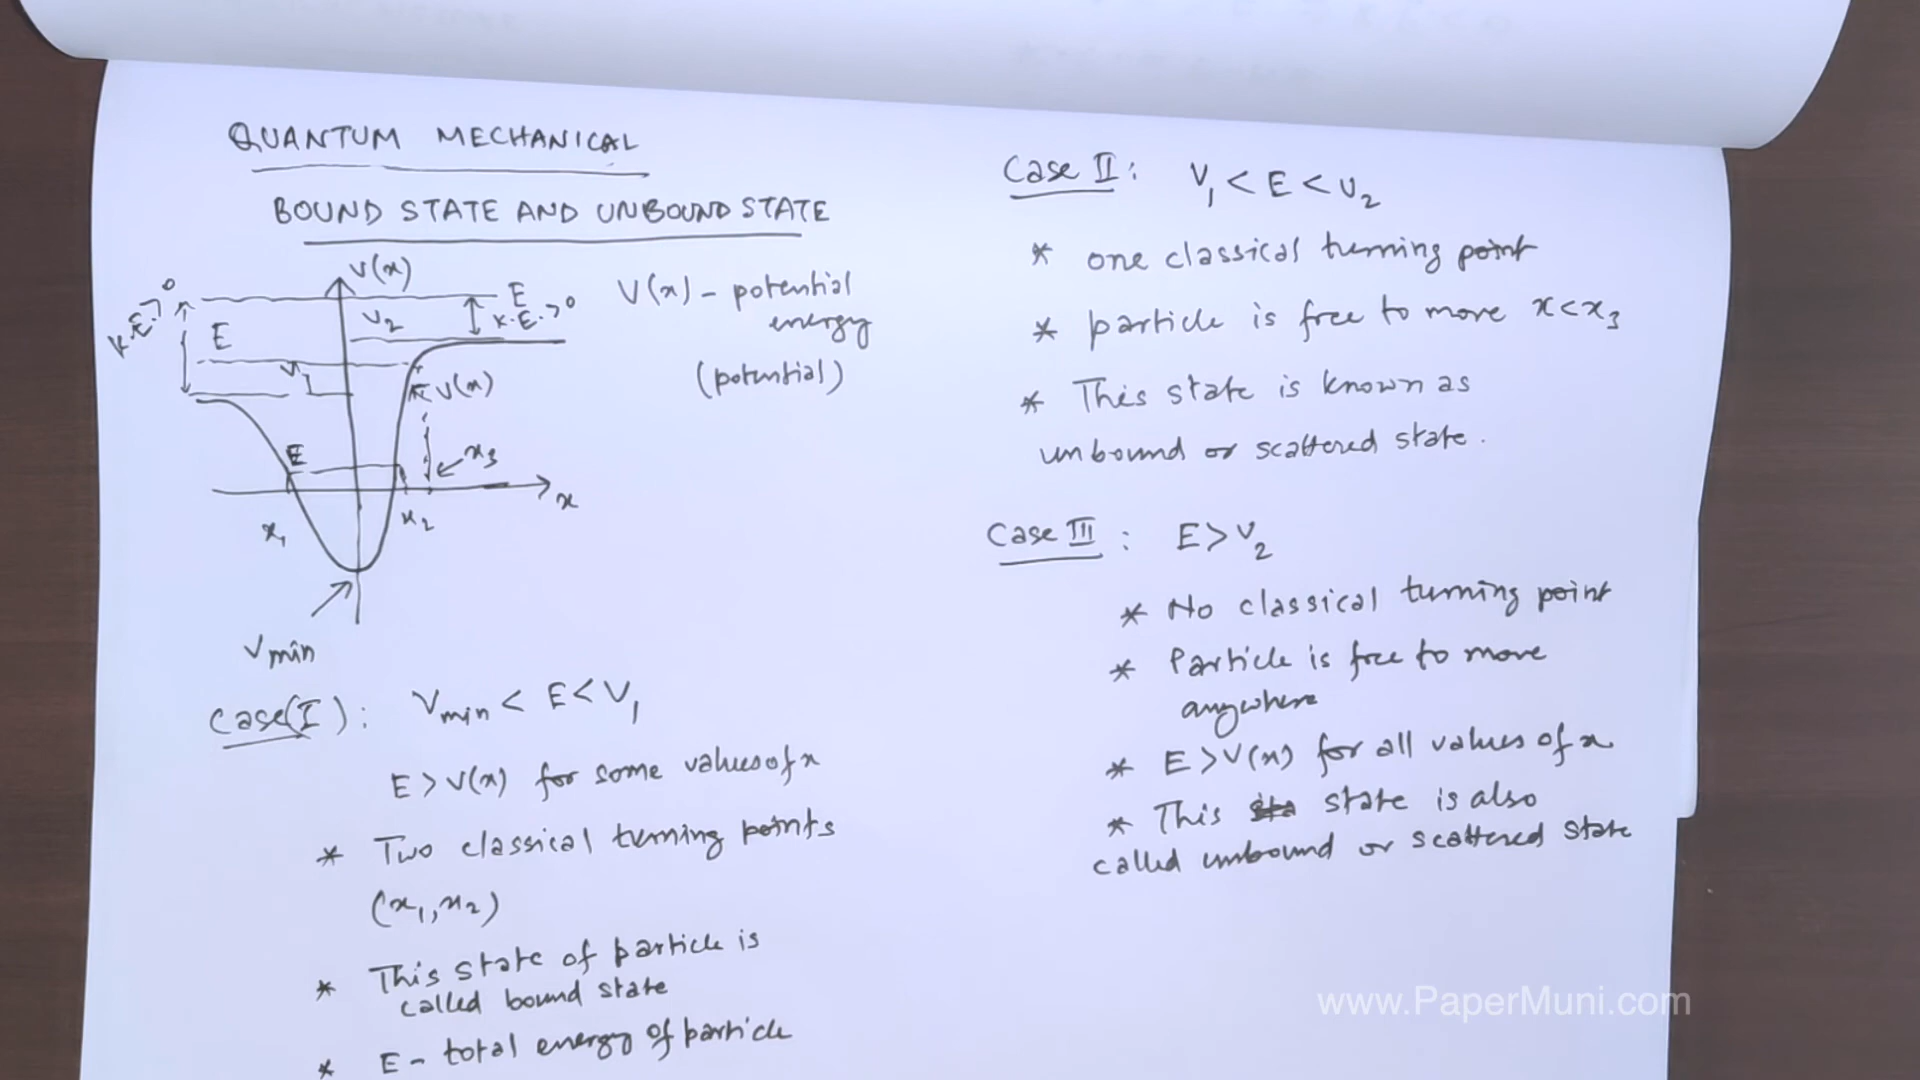 QUANTUM MECHANICAL
BOUND STATE AND UNBOUND STATE
V(x)
K.E.>0
E
K.E.>0
V2
E
V1
V(x)
E
x3
x
x1
x2
Vmin
V(x) - potential
energy
(potential)
Case(I): Vmin < E < V1
E > V(x) for some values of x
* Two classical turning points
(x1, x2)
* This state of particle is
called bound state
* E - total energy of particle
Case II: V1 < E < V2
* one classical turning point
* particle is free to move x<x3
* This state is known as
unbound or scattered state.
Case III: E > V2
* No classical turning point
* Particle is free to move
anywhere
* E > V(x) for all values of x
* This state is also
called unbound or scattered state
www.PaperMuni.com